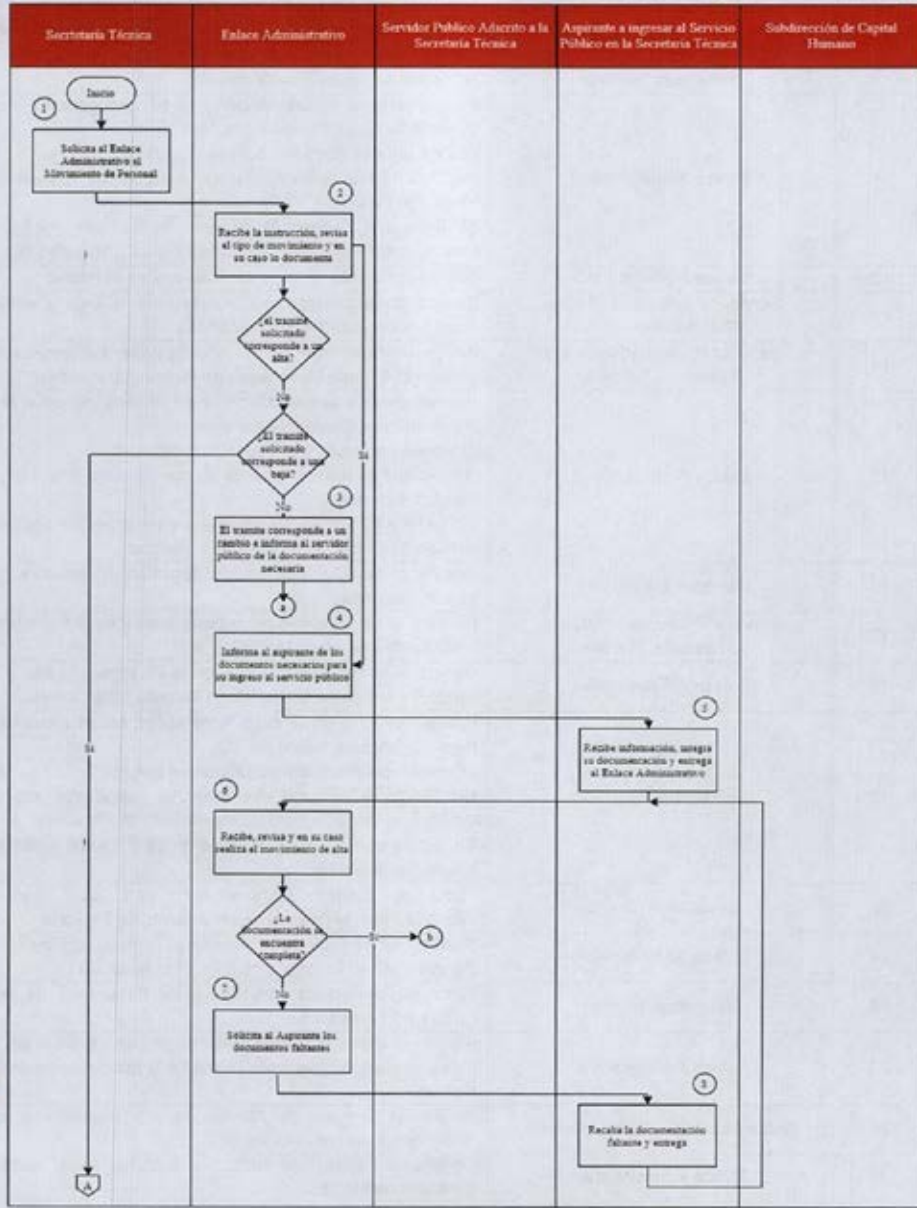 Secretaría Técnica
Enlace Administrativo
Servidor Público Adscrito a la
Secretaría Técnica
Aspirante a ingresar al Servicio
Público en la Secretaría Técnica
Subdirección de Capital
Humano
Inicio
1
Solicita al Enlace
Administrativo el
Movimiento de Personal
2
Recibe la instrucción, revisa
el tipo de movimiento y en
su caso lo documenta
¿el tramite
solicitado
corresponde a un
alta?
No
Si
¿El tramite
solicitado
corresponde a una
baja?
No
Si
3
El tramite corresponde a un
cambio e informa al servidor
público de la documentación
necesaria
a
4
Informa al aspirante de los
documentos necesarios para
su ingreso al servicio público
5
Recibe información, integra
su documentación y entrega
al Enlace Administrativo
6
Recibe, revisa y en su caso
realiza el movimiento de alta
¿La
documentación se
encuentra
completa?
Si
b
No
7
Solicita al Aspirante los
documentos faltantes
8
Recaba la documentación
faltante y entrega
A